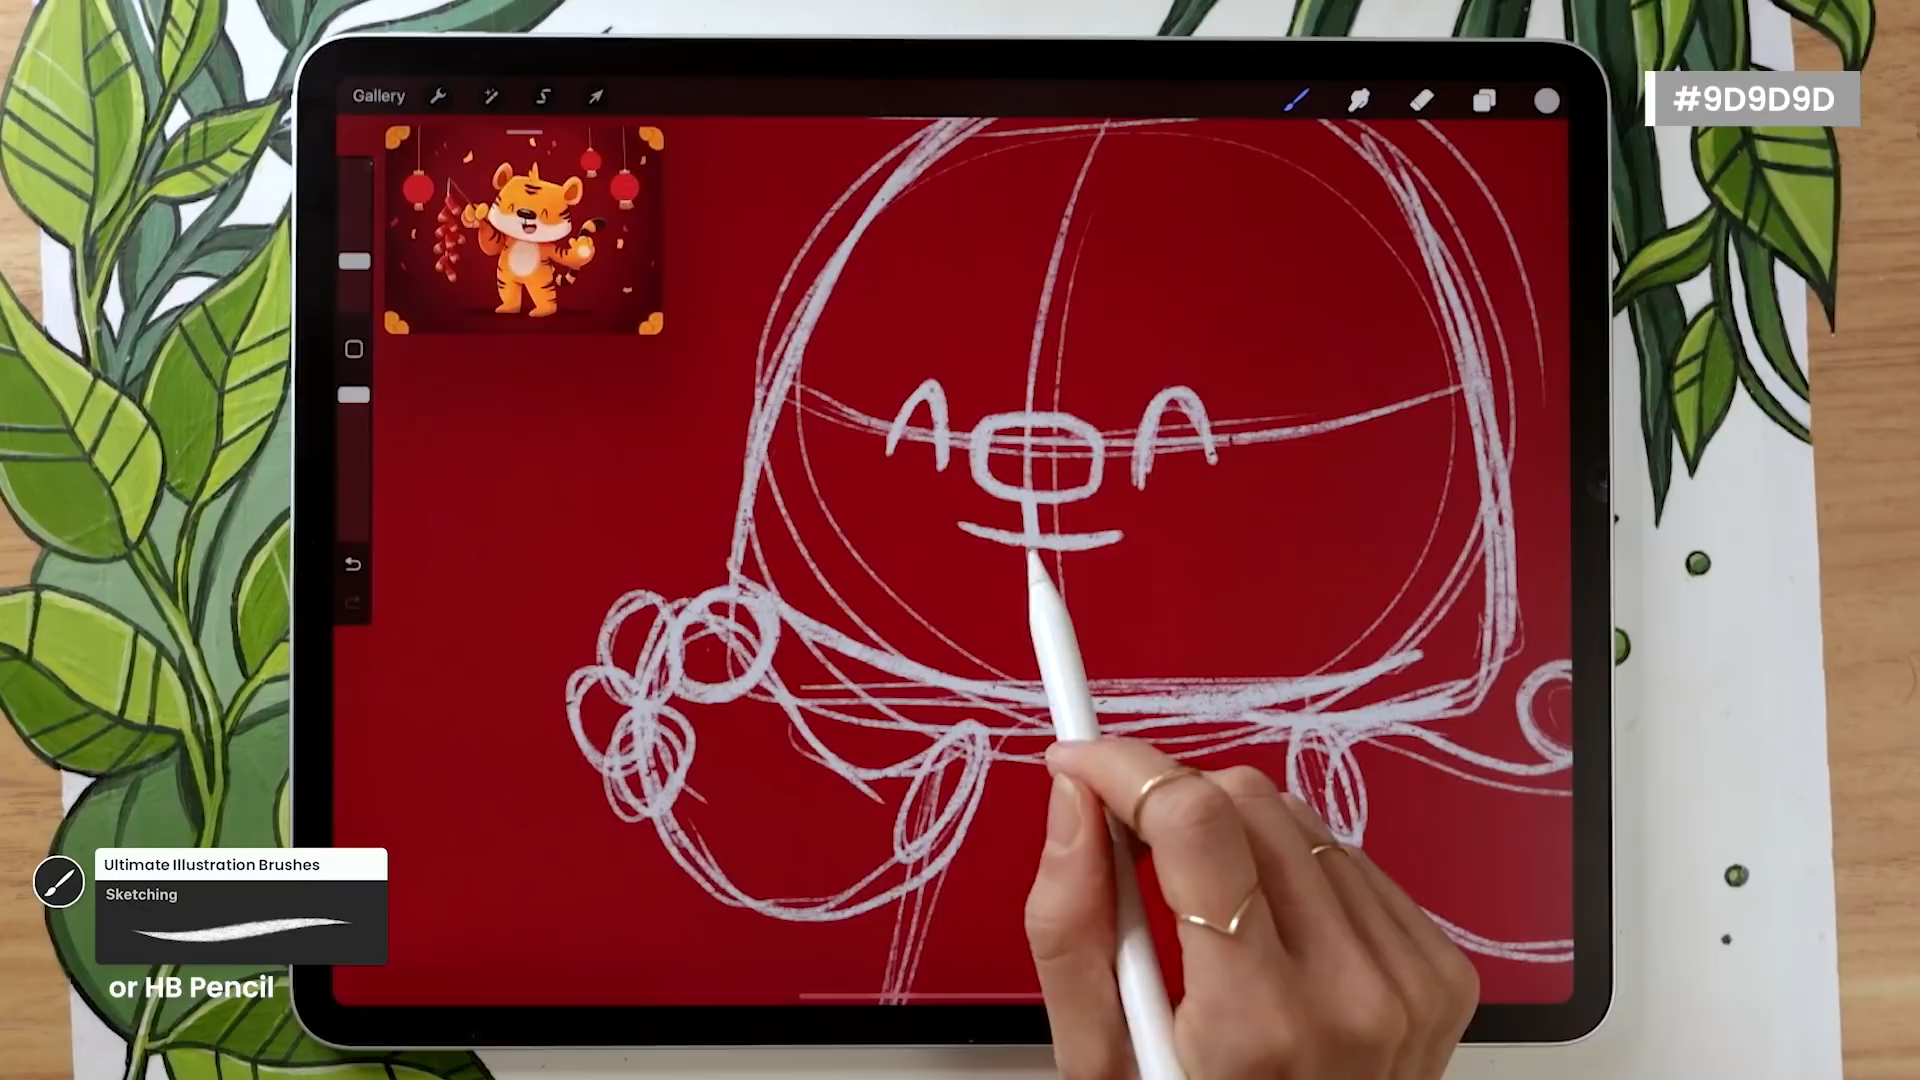 Gallery
#9D9D9D
Ultimate Illustration Brushes
Sketching
or HB Pencil